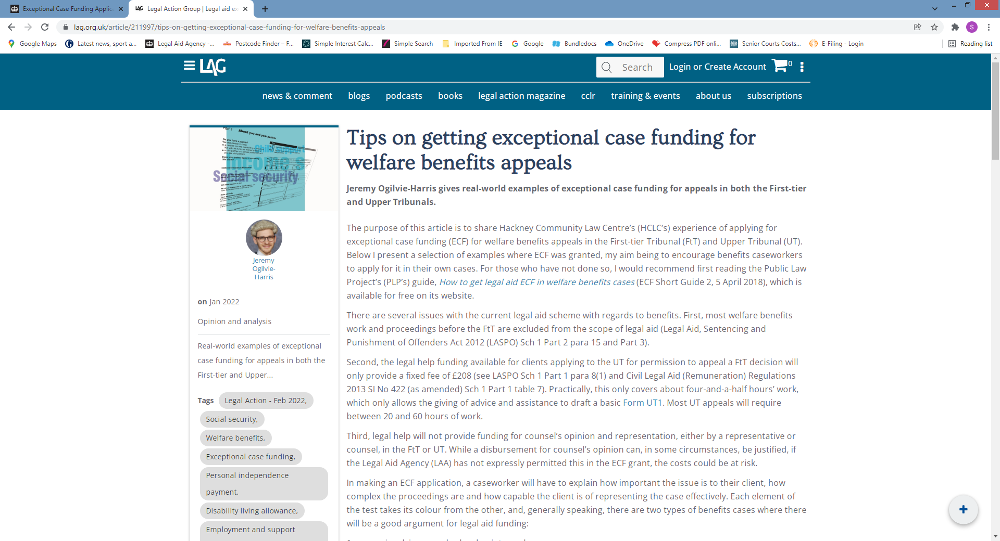 Exceptional Case Funding Applic
Legal Action Group | Legal aid ex
lag.org.uk/article/211997/tips-on-getting-exceptional-case-funding-for-welfare-benefits-appeals
S
Google Maps
Latest news, sport a...
Legal Aid Agency -...
Postcode Finder – F...
Simple Interest Calc...
Simple Search
Imported From IE
Google
Bundledocs
OneDrive
Compress PDF onli...
Senior Courts Costs...
E-Filing - Login
Reading list
LAG
Search
Login or Create Account
0
news & comment
blogs
podcasts
books
legal action magazine
cclr
training & events
about us
subscriptions
Part 1
About you and your partner
Child support
income
Social security
Jeremy
Ogilvie-
Harris
on Jan 2022
Opinion and analysis
Real-world examples of exceptional
case funding for appeals in both the
First-tier and Upper...
Tags
Legal Action - Feb 2022,
Social security,
Welfare benefits,
Exceptional case funding,
Personal independence
payment,
Disability living allowance,
Employment and support
Tips on getting exceptional case funding for
welfare benefits appeals
Jeremy Ogilvie-Harris gives real-world examples of exceptional case funding for appeals in both the First-tier
and Upper Tribunals.
The purpose of this article is to share Hackney Community Law Centre’s (HCLC’s) experience of applying for
exceptional case funding (ECF) for welfare benefits appeals in the First-tier Tribunal (FtT) and Upper Tribunal (UT).
Below I present a selection of examples where ECF was granted, my aim being to encourage benefits caseworkers
to apply for it in their own cases. For those who have not done so, I would recommend first reading the Public Law
Project’s (PLP’s) guide, How to get legal aid ECF in welfare benefits cases (ECF Short Guide 2, 5 April 2018), which is
available for free on its website.
There are several issues with the current legal aid scheme with regards to benefits. First, most welfare benefits
work and proceedings before the FtT are excluded from the scope of legal aid (Legal Aid, Sentencing and
Punishment of Offenders Act 2012 (LASPO) Sch 1 Part 2 para 15 and Part 3).
Second, the legal help funding available for clients applying to the UT for permission to appeal a FtT decision will
only provide a fixed fee of £208 (see LASPO Sch 1 Part 1 para 8(1) and Civil Legal Aid (Remuneration) Regulations
2013 SI No 422 (as amended) Sch 1 Part 1 table 7). Practically, this only covers about four-and-a-half hours’ work,
which only allows the giving of advice and assistance to draft a basic Form UT1. Most UT appeals will require
between 20 and 60 hours of work.
Third, legal help will not provide funding for counsel’s opinion and representation, either by a representative or
counsel, in the FtT or UT. While a disbursement for counsel’s opinion can, in some circumstances, be justified, if
the Legal Aid Agency (LAA) has not expressly permitted this in the ECF grant, the costs could be at risk.
In making an ECF application, a caseworker will have to explain how important the issue is to their client, how
complex the proceedings are and how capable the client is of representing the case effectively. Each element of
the test takes its colour from the other, and, generally speaking, there are two types of benefits cases where there
will be a good argument for legal aid funding: